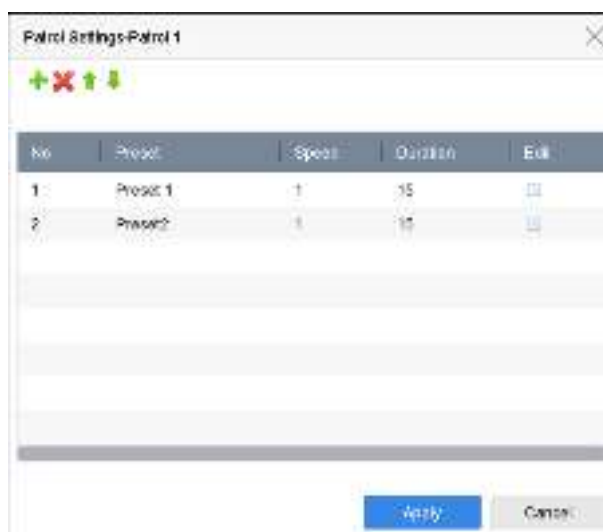 Patrol Settings-Patrol 1
No Preset Speed Duration Edit
1 Preset 1 1 15
2 Preset2 1 15
Apply Cancel